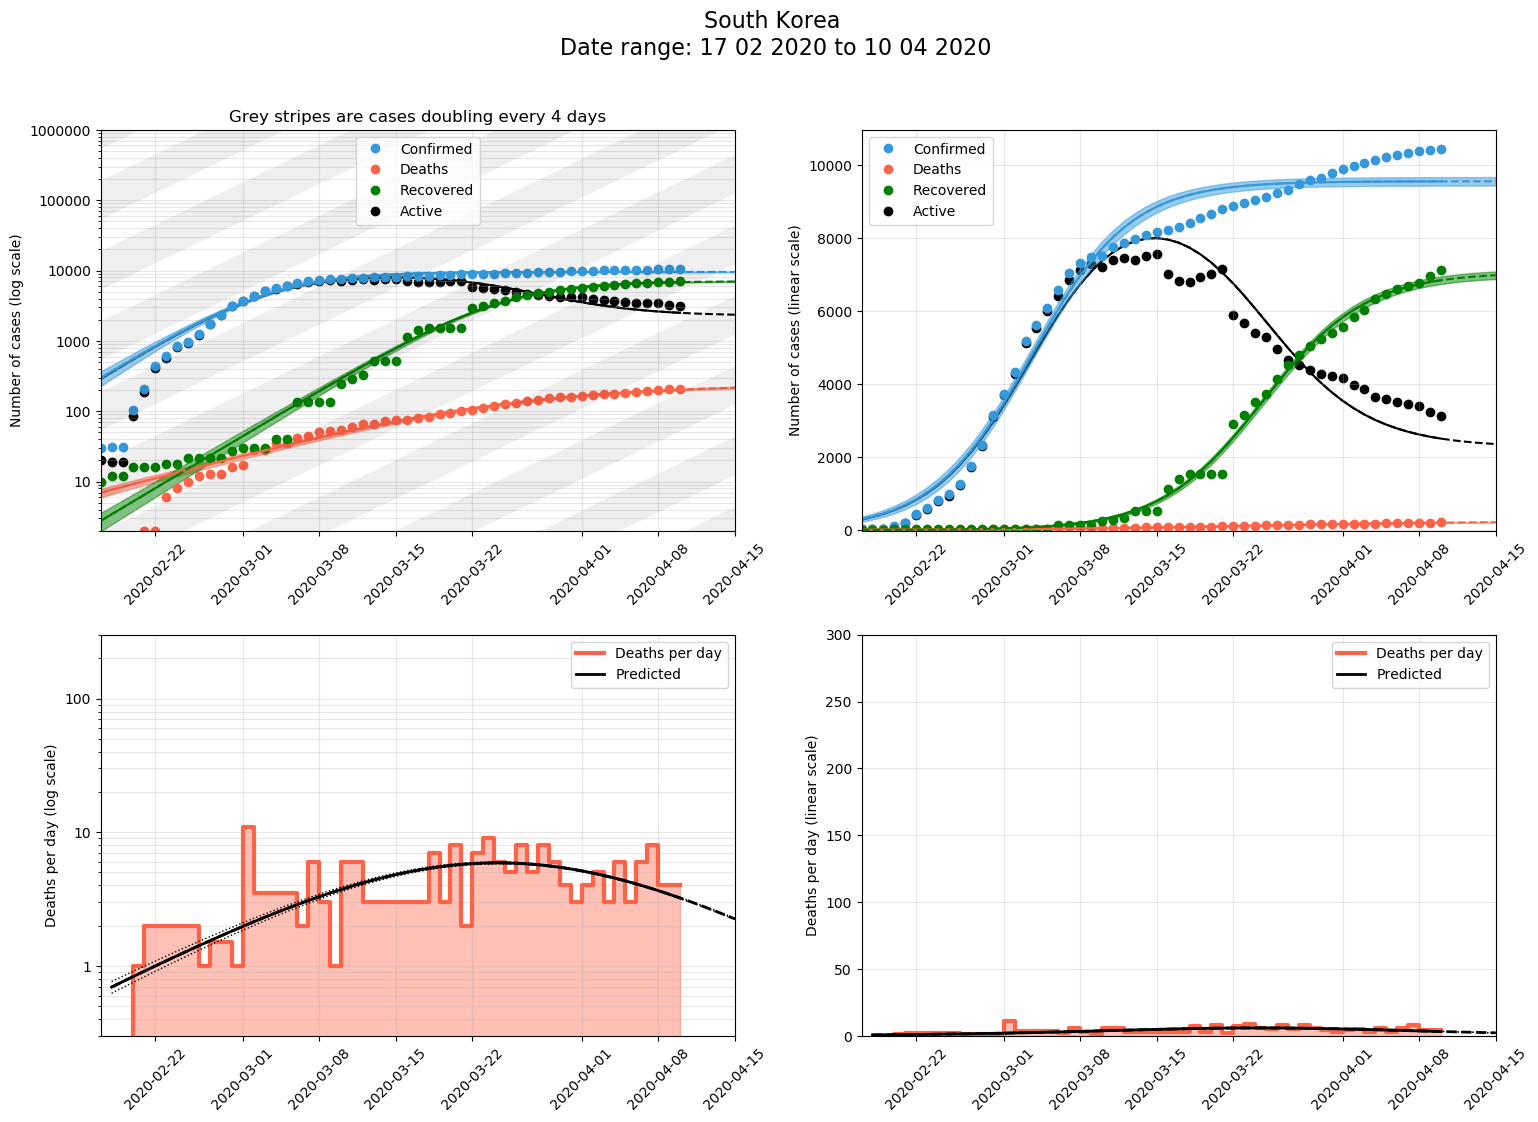 South Korea
Date range: 17 02 2020 to 10 04 2020
Grey stripes are cases doubling every 4 days
Number of cases (log scale)
1000000
100000
10000
1000
100
10
Confirmed
Deaths
Recovered
Active
2020-02-22
2020-03-01
2020-03-08
2020-03-15
2020-03-22
2020-04-01
2020-04-08
2020-04-15
Number of cases (linear scale)
10000
8000
6000
4000
2000
0
Confirmed
Deaths
Recovered
Active
2020-02-22
2020-03-01
2020-03-08
2020-03-15
2020-03-22
2020-04-01
2020-04-08
2020-04-15
Deaths per day (log scale)
100
10
1
Deaths per day
Predicted
2020-02-22
2020-03-01
2020-03-08
2020-03-15
2020-03-22
2020-04-01
2020-04-08
2020-04-15
Deaths per day (linear scale)
300
250
200
150
100
50
0
Deaths per day
Predicted
2020-02-22
2020-03-01
2020-03-08
2020-03-15
2020-03-22
2020-04-01
2020-04-08
2020-04-15